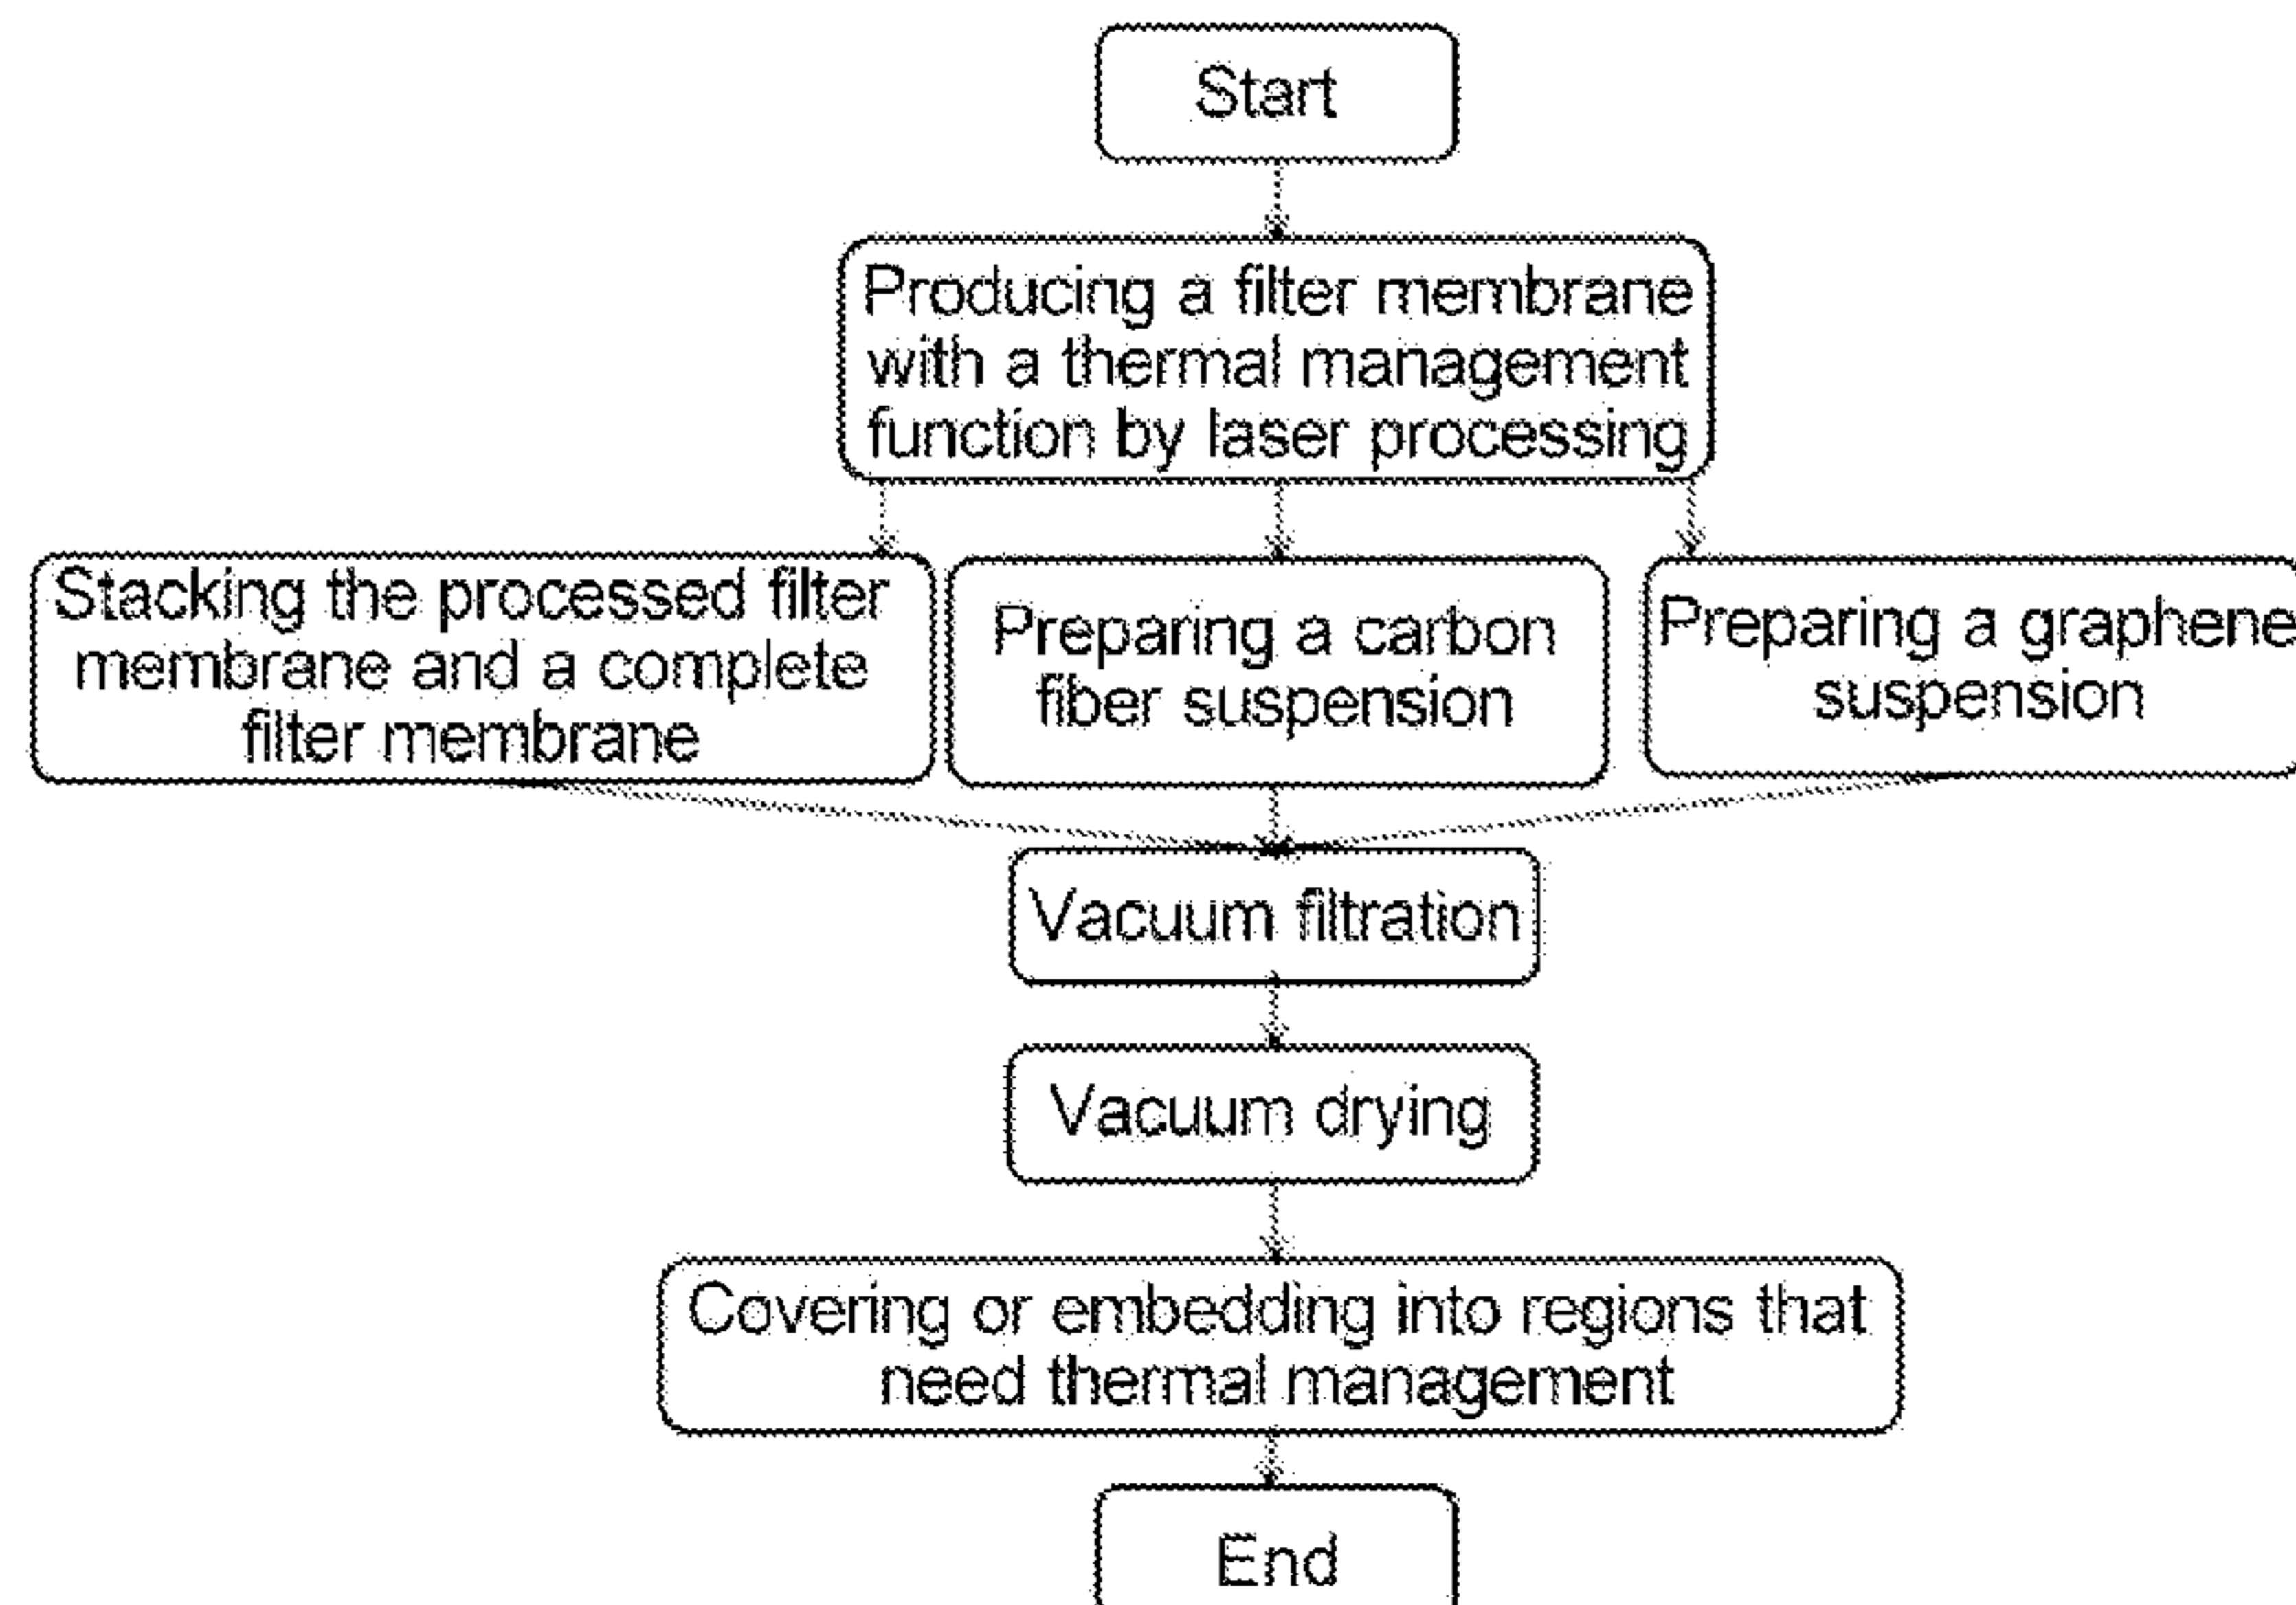 Start
Producing a filter membrane
with a thermal management
function by laser processing
Stacking the processed filter
membrane and a complete
filter membrane
Preparing a carbon
fiber suspension
Preparing a graphene
suspension
Vacuum filtration
Vacuum drying
Covering or embedding into regions that
need thermal management
End